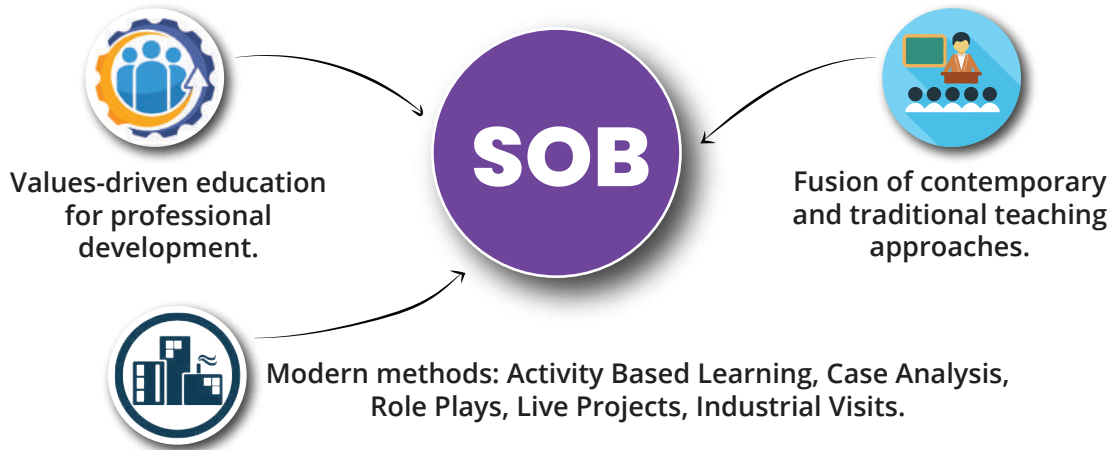 SOB
Values-driven education
for professional
development.
Fusion of contemporary
and traditional teaching
approaches.
Modern methods: Activity Based Learning, Case Analysis,
Role Plays, Live Projects, Industrial Visits.